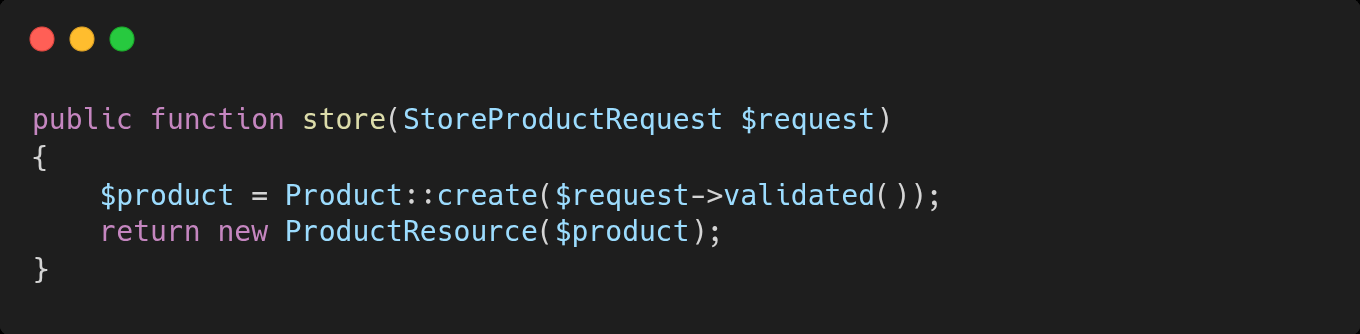 public function store(StoreProductRequest $request)
{
    $product = Product::create($request->validated());
    return new ProductResource($product);
}